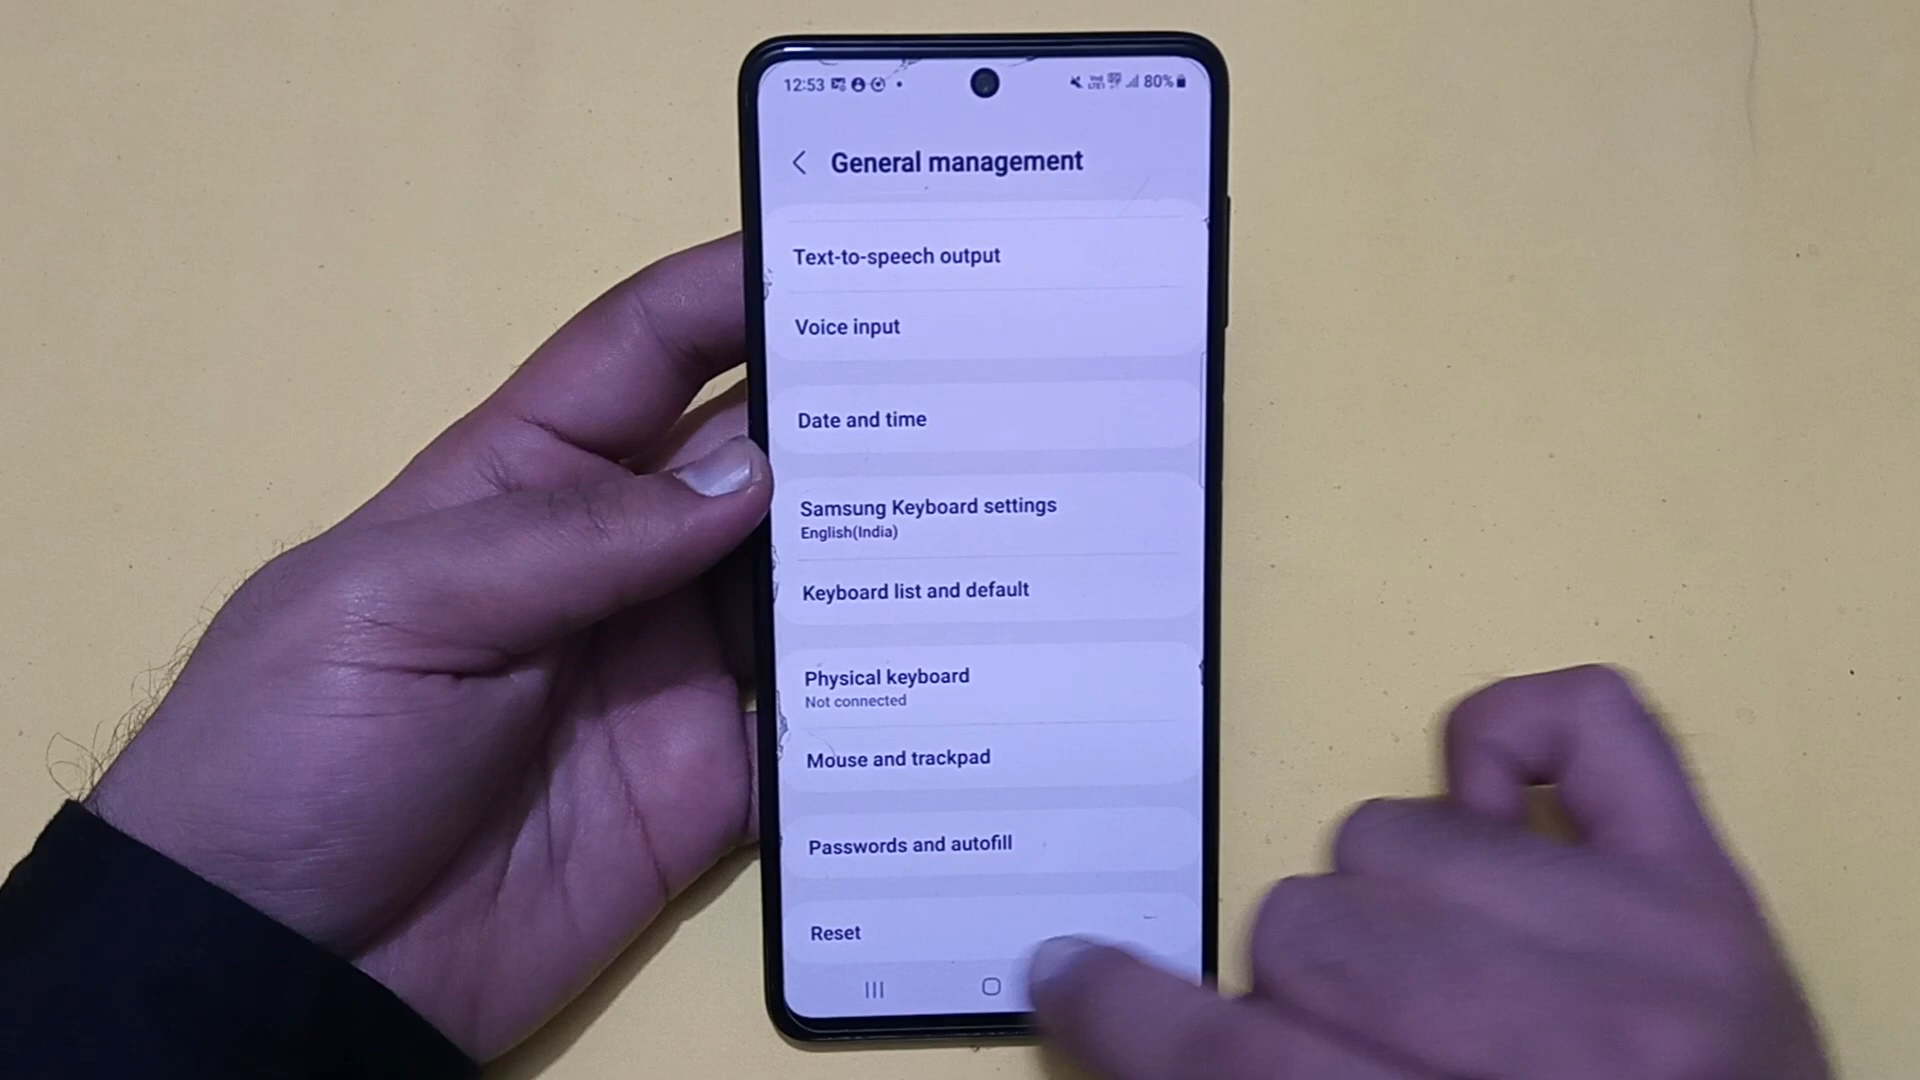 12:53 80%
General management
Text-to-speech output
Voice input
Date and time
Samsung Keyboard settings
English(India)
Keyboard list and default
Physical keyboard
Not connected
Mouse and trackpad
Passwords and autofill
Reset